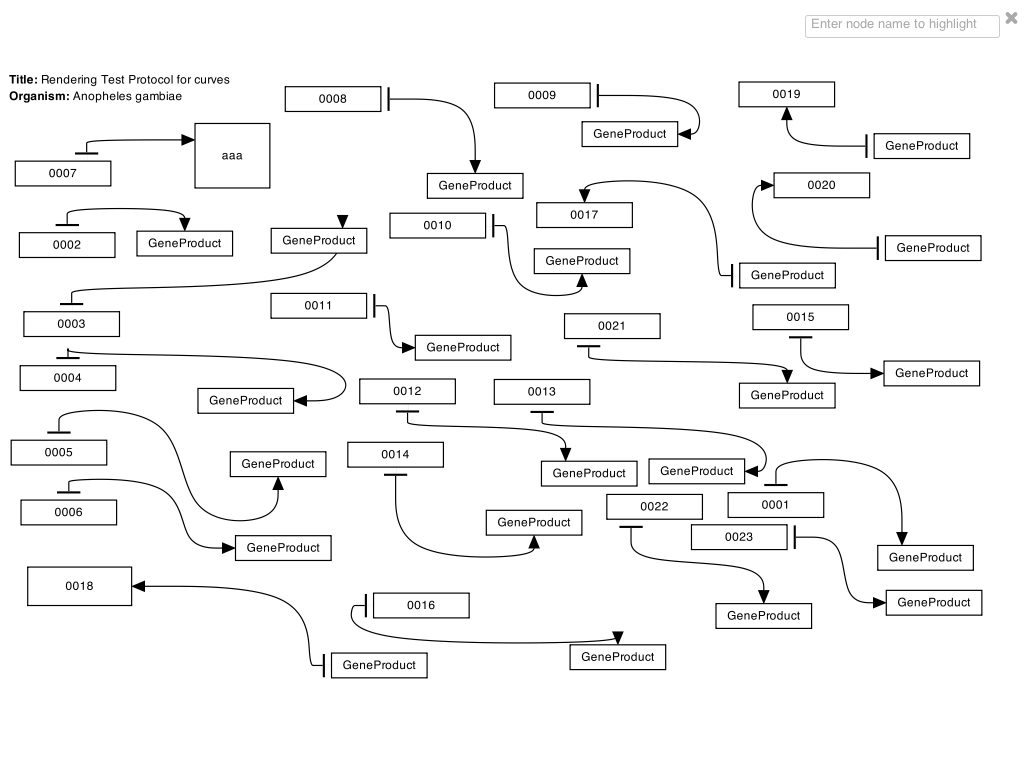 Enter node name to highlight
Title: Rendering Test Protocol for curves
Organism: Anopheles gambiae
0008
0009
0019
GeneProduct
GeneProduct
aaa
0007
GeneProduct
0020
0017
0010
GeneProduct
0002
GeneProduct
GeneProduct
GeneProduct
GeneProduct
0011
0003
0021
0015
GeneProduct
GeneProduct
0004
GeneProduct
0012
0013
GeneProduct
0005
GeneProduct
0014
GeneProduct
GeneProduct
0006
GeneProduct
0022
0001
0023
GeneProduct
GeneProduct
0018
0016
GeneProduct
GeneProduct
GeneProduct
GeneProduct